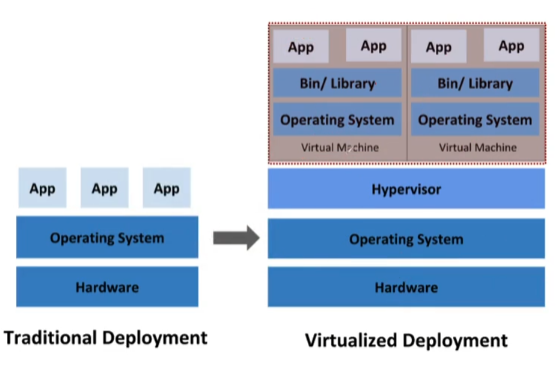 App App App App
Bin/ Library Bin/ Library
Operating System Operating System
Virtual Machine Virtual Machine
App App App Hypervisor
Operating System Operating System
Hardware Hardware
Traditional Deployment Virtualized Deployment